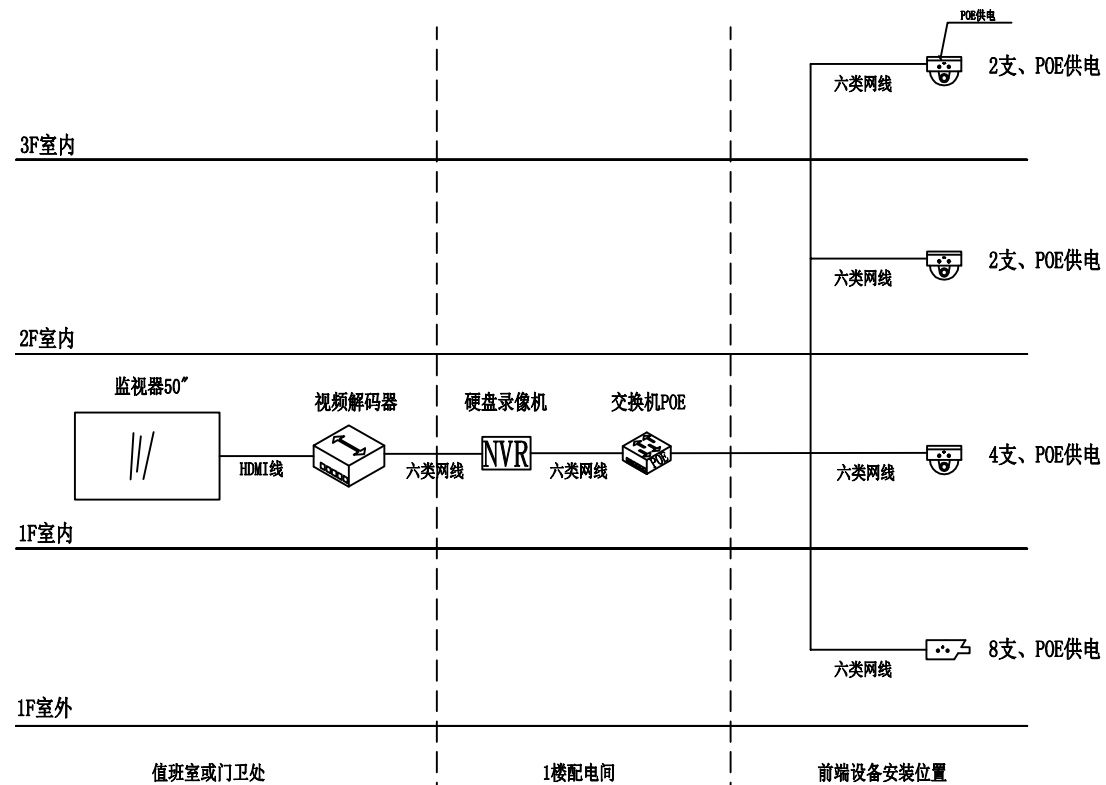 POE供电
2支、POE供电
六类网线
3F室内
2支、POE供电
六类网线
2F室内
监视器50″
视频解码器
硬盘录像机
交换机POE
NVR
POE
4支、POE供电
HDMI线
六类网线
六类网线
六类网线
1F室内
8支、POE供电
六类网线
1F室外
值班室或门卫处
1楼配电间
前端设备安装位置